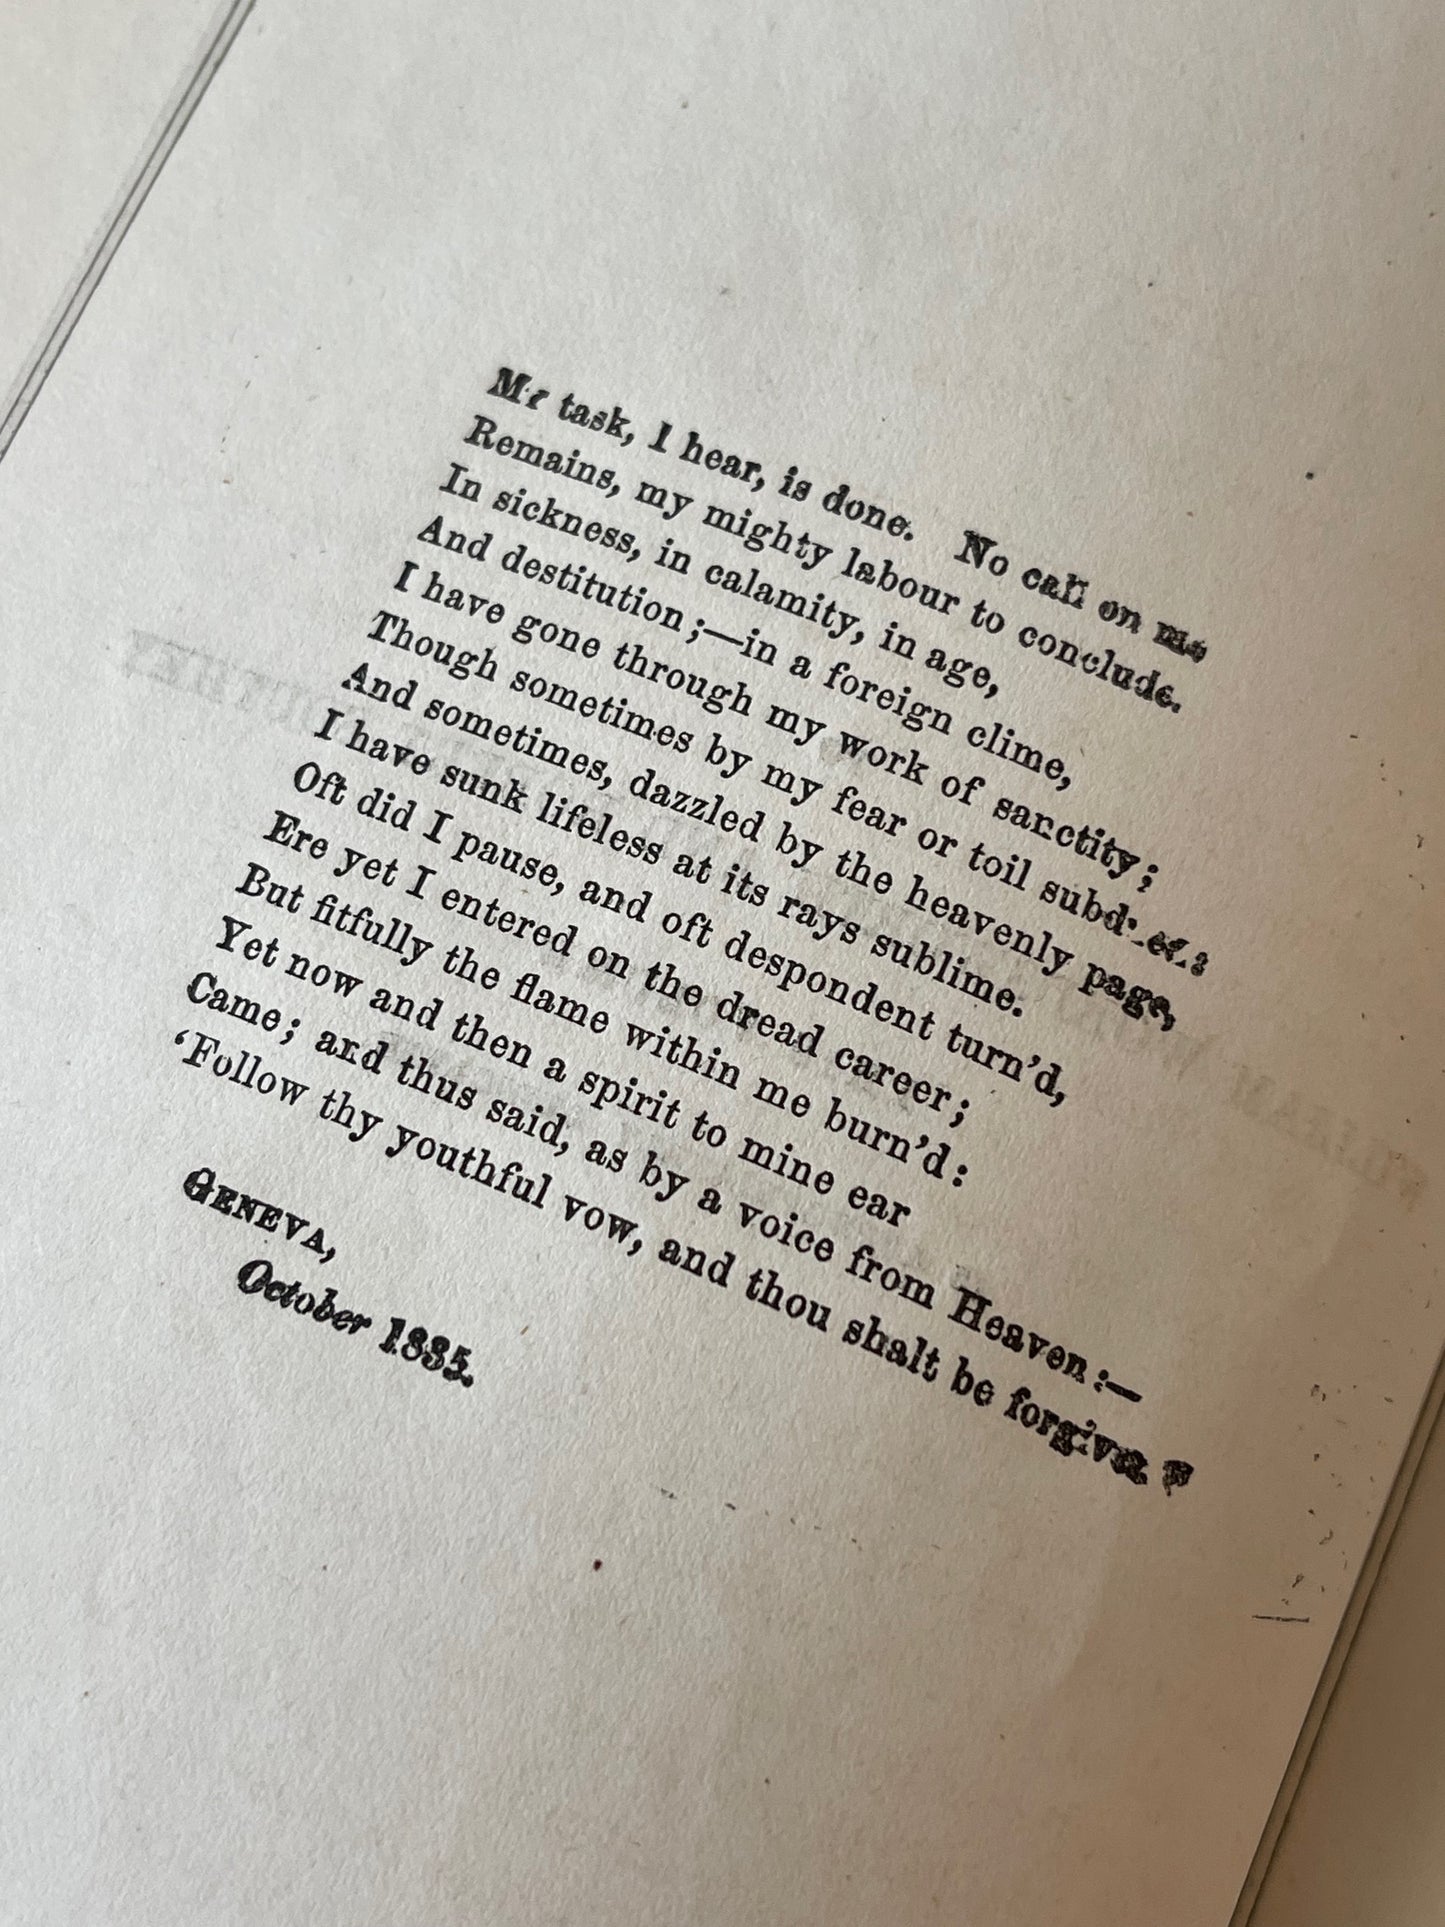 My task, I hear, is done. No call on me
Remains, my mighty labour to conclude.
In sickness, in calamity, in age,
And destitution;—in a foreign clime,
I have gone through my work of sanctity;
Though sometimes by my fear or toil subdued:
And sometimes, dazzled by the heavenly page,
I have sunk lifeless at its rays sublime.
Oft did I pause, and oft despondent turn'd,
Ere yet I entered on the dread career;
But fitfully the flame within me burn'd:
Yet now and then a spirit to mine ear
Came; and thus said, as by a voice from Heaven:—
'Follow thy youthful vow, and thou shalt be forgiven
GENEVA,
October 1835.